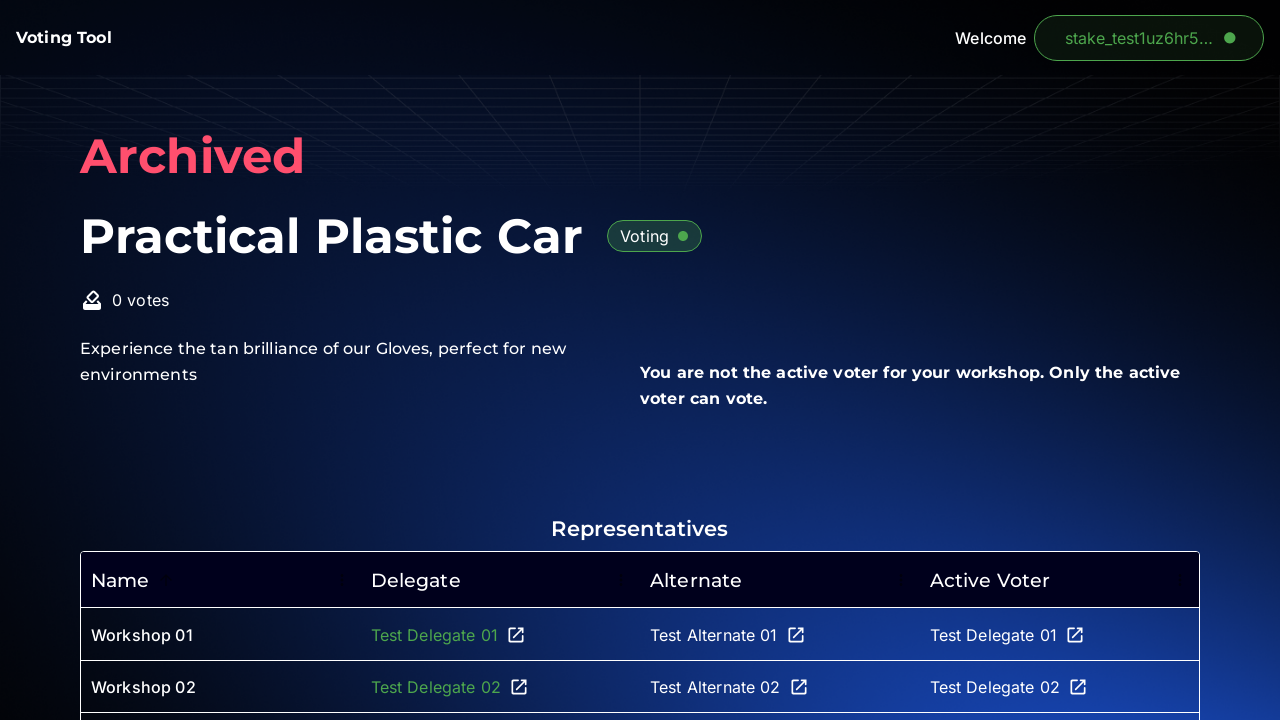 Voting Tool
Welcome
stake_test1uz6hr5...
Archived
Practical Plastic Car
Voting
0 votes
Experience the tan brilliance of our Gloves, perfect for new
environments
You are not the active voter for your workshop. Only the active
voter can vote.
Representatives
Name Delegate Alternate Active Voter
Workshop 01 Test Delegate 01 Test Alternate 01 Test Delegate 01
Workshop 02 Test Delegate 02 Test Alternate 02 Test Delegate 02